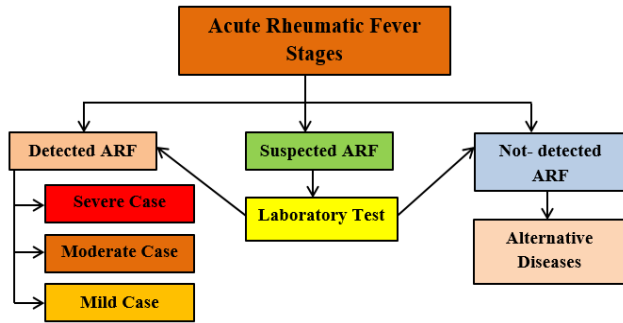 Acute Rheumatic Fever
Stages
Detected ARF
Suspected ARF
Not- detected
ARF
Severe Case
Laboratory Test
Moderate Case
Alternative
Diseases
Mild Case